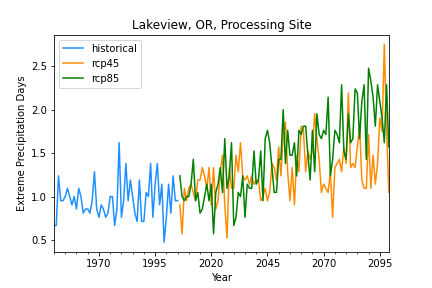 Lakeview, OR, Processing Site
historical
rcp45
rcp85
Extreme Precipitation Days
2.5
2.0
1.5
1.0
0.5
1970
1995
2020
2045
2070
2095
Year